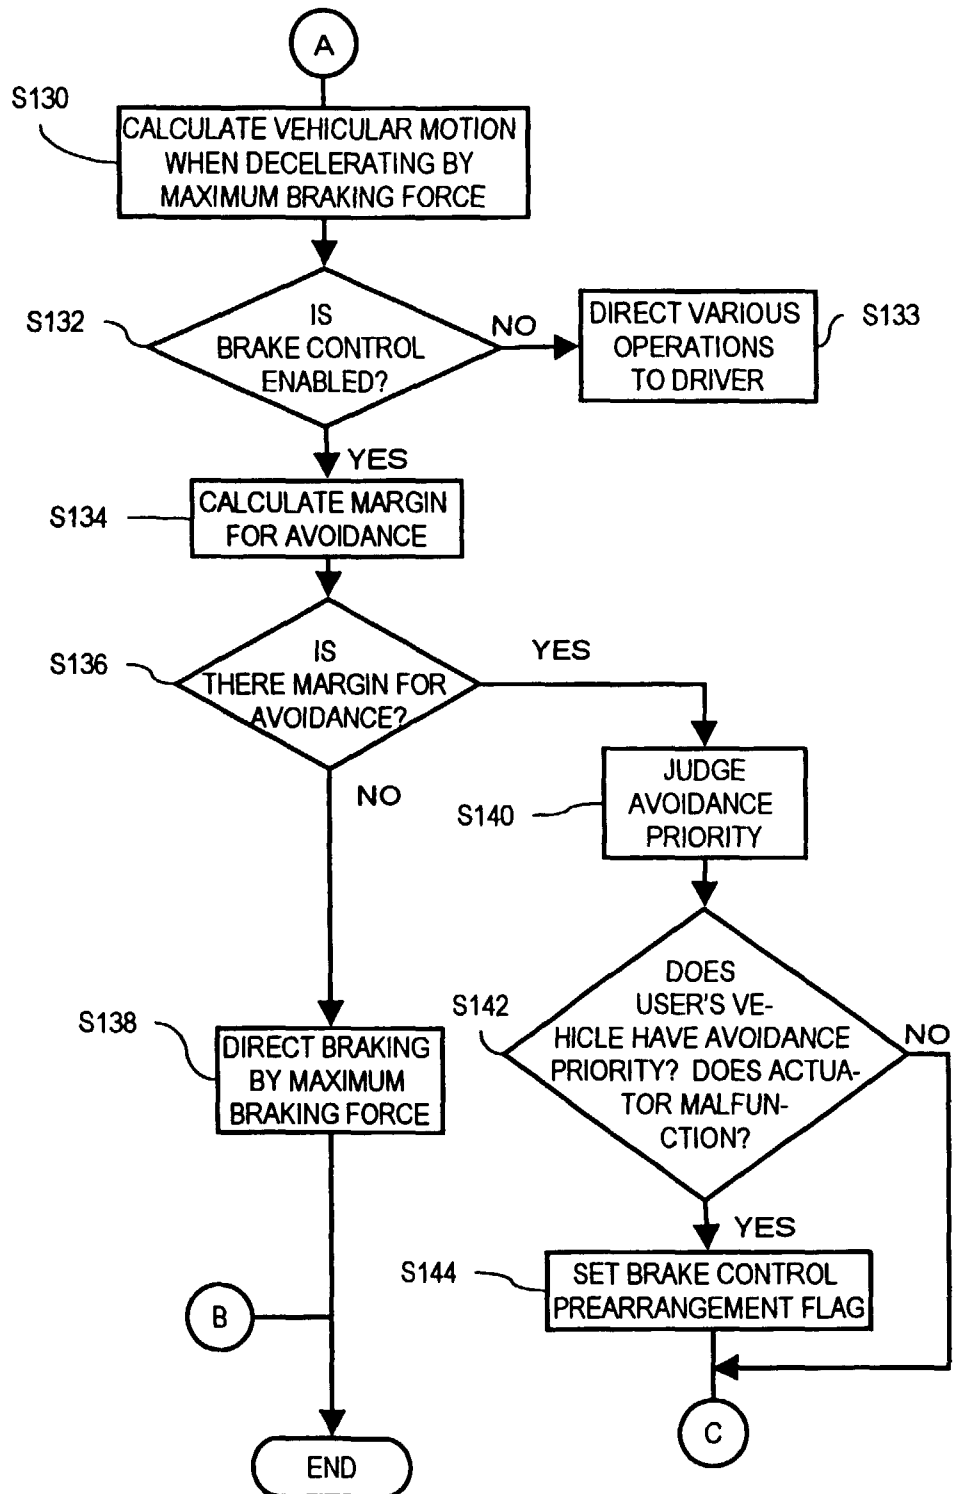 A
S130
CALCULATE VEHICULAR MOTION
WHEN DECELERATING BY
MAXIMUM BRAKING FORCE
S132
IS
BRAKE CONTROL
ENABLED?
NO
DIRECT VARIOUS
OPERATIONS
TO DRIVER
S133
YES
S134
CALCULATE MARGIN
FOR AVOIDANCE
S136
IS
THERE MARGIN FOR
AVOIDANCE?
YES
NO
S140
JUDGE
AVOIDANCE
PRIORITY
S142
DOES
USER'S VE-
HICLE HAVE AVOIDANCE
PRIORITY? DOES ACTUA-
TOR MALFUN-
CTION?
NO
S138
DIRECT BRAKING
BY MAXIMUM
BRAKING FORCE
YES
S144
SET BRAKE CONTROL
PREARRANGEMENT FLAG
B
C
END